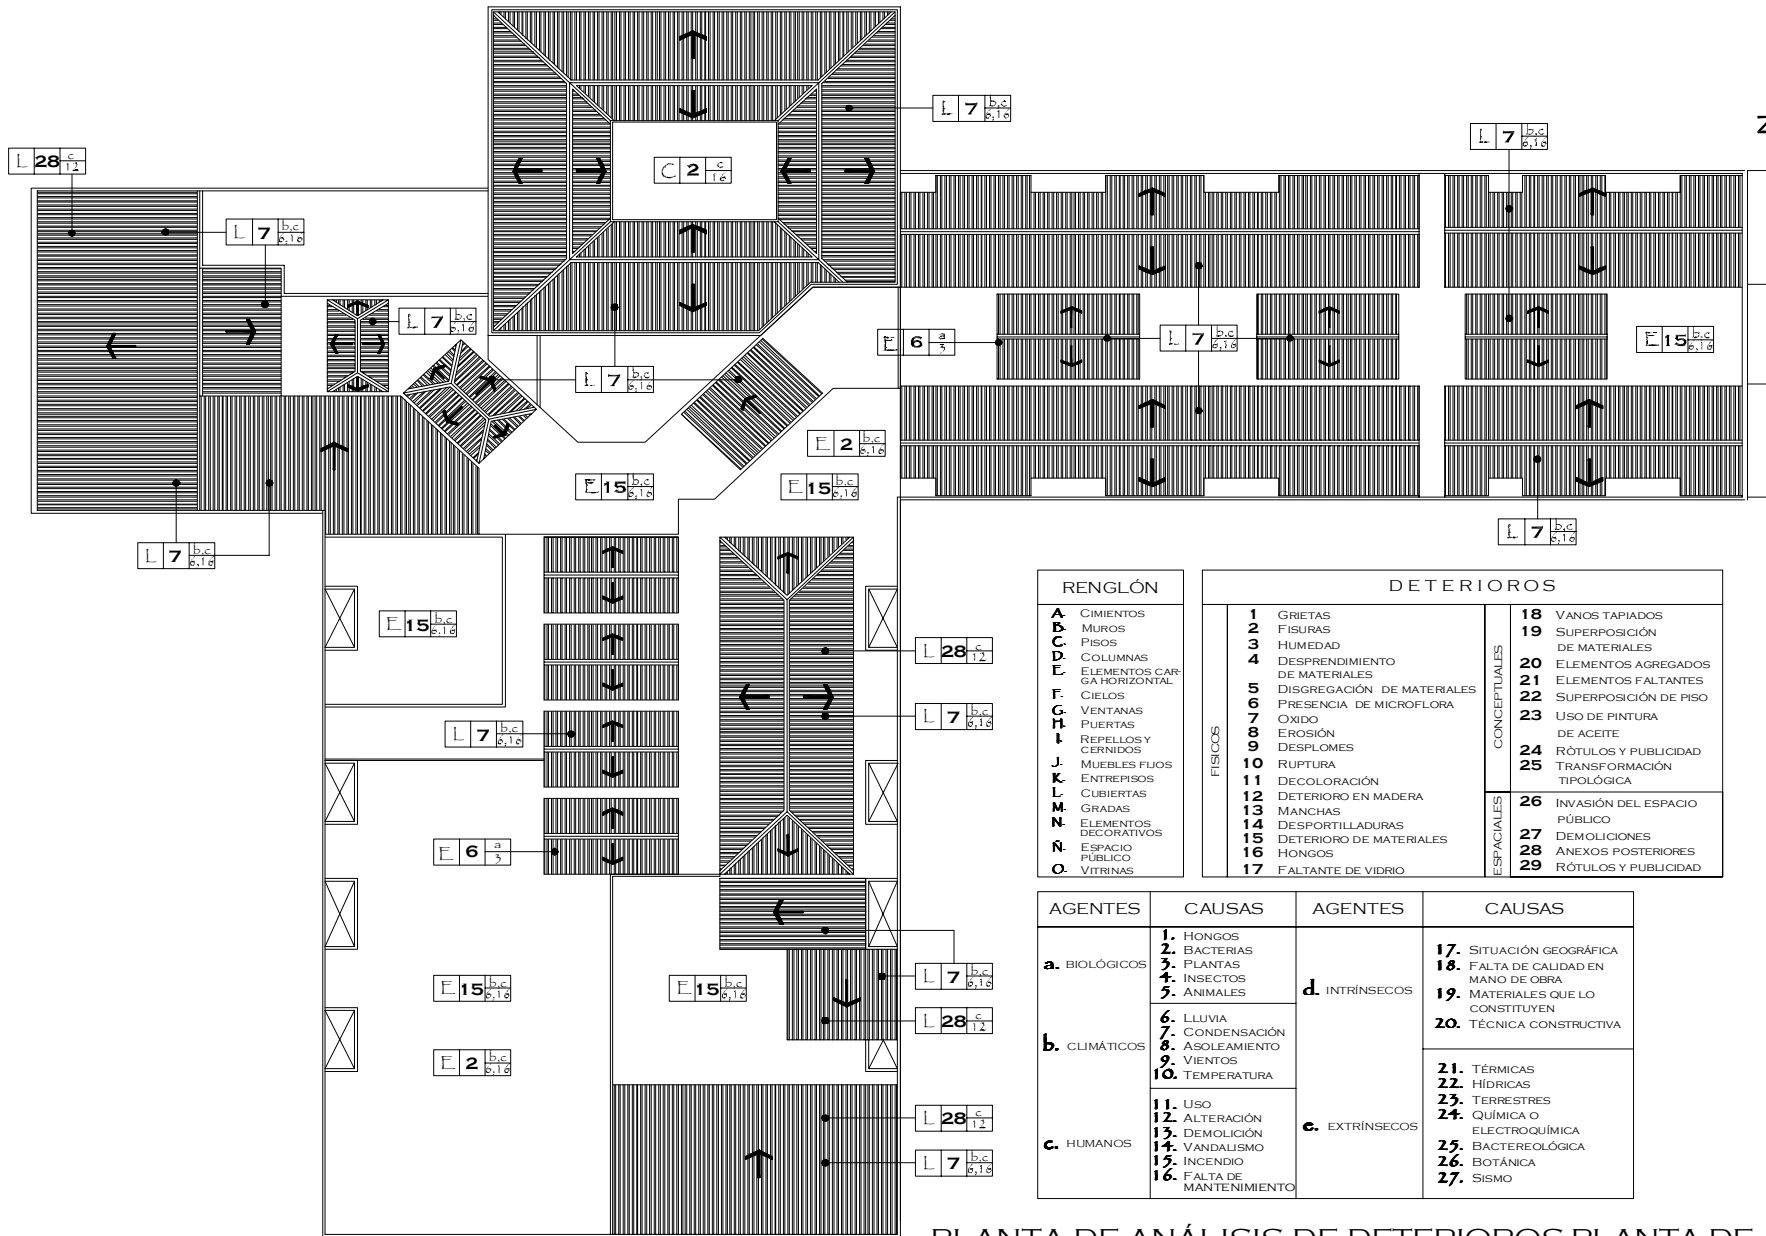 L 7 b,c 6,16
L 7 b,c 6,16
L 28 c 12
C 2 c 16
L 7 b,c 6,16
L 7 b,c 6,16
E 6 a 3
L 7 b,c 6,16
E 15 b,c 6,16
L 7 b,c 6,16
E 2 b,c 6,16
E 15 b,c 6,16
E 15 b,c 6,16
L 7 b,c 6,16
L 7 b,c 6,16
E 15 b,c 6,16
L 28 c 12
L 7 b,c 6,16
L 7 b,c 6,16
E 6 a 3
L 7 b,c 6,16
E 15 b,c 6,16
E 15 b,c 6,16
L 28 c 12
E 2 b,c 6,16
L 28 c 12
L 7 b,c 6,16
RENGLÓN
A- CIMIENTOS
B- MUROS
C- PISOS
D- COLUMNAS
E- ELEMENTOS CAR-
GA HORIZONTAL
F- CIELOS
G- VENTANAS
H- PUERTAS
I- REPELLOS Y
CERNIDOS
J- MUEBLES FIJOS
K- ENTREPISOS
L- CUBIERTAS
M- GRADAS
N- ELEMENTOS
DECORATIVOS
Ñ- ESPACIO
PÚBLICO
O- VITRINAS
DETERIOROS
FISICOS
1 GRIETAS
2 FISURAS
3 HUMEDAD
4 DESPRENDIMIENTO
DE MATERIALES
5 DISGREGACIÓN DE MATERIALES
6 PRESENCIA DE MICROFLORA
7 OXIDO
8 EROSIÓN
9 DESPLOMES
10 RUPTURA
11 DECOLORACIÓN
12 DETERIORO EN MADERA
13 MANCHAS
14 DESPORTILLADURAS
15 DETERIORO DE MATERIALES
16 HONGOS
17 FALTANTE DE VIDRIO
CONCEPTUALES
18 VANOS TAPIADOS
19 SUPERPOSICIÓN
DE MATERIALES
20 ELEMENTOS AGREGADOS
21 ELEMENTOS FALTANTES
22 SUPERPOSICIÓN DE PISO
23 USO DE PINTURA
DE ACEITE
24 RÓTULOS Y PUBLICIDAD
25 TRANSFORMACIÓN
TIPOLÓGICA
ESPACIALES
26 INVASIÓN DEL ESPACIO
PÚBLICO
27 DEMOLICIONES
28 ANEXOS POSTERIORES
29 RÓTULOS Y PUBLICIDAD
AGENTES CAUSAS AGENTES CAUSAS
a. BIOLÓGICOS
1. HONGOS
2. BACTERIAS
3. PLANTAS
4. INSECTOS
5. ANIMALES
b. CLIMÁTICOS
6. LLUVIA
7. CONDENSACIÓN
8. ASOLEAMIENTO
9. VIENTOS
10. TEMPERATURA
c. HUMANOS
11. USO
12. ALTERACIÓN
13. DEMOLICIÓN
14. VANDALISMO
15. INCENDIO
16. FALTA DE
MANTENIMIENTO
d. INTRÍNSECOS
17. SITUACIÓN GEOGRÁFICA
18. FALTA DE CALIDAD EN
MANO DE OBRA
19. MATERIALES QUE LO
CONSTITUYEN
20. TÉCNICA CONSTRUCTIVA
e. EXTRÍNSECOS
21. TÉRMICAS
22. HÍDRICAS
23. TERRESTRES
24. QUÍMICA O
ELECTROQUÍMICA
25. BACTEREOLÓGICA
26. BOTÁNICA
27. SISMO
PLANTA DE ANÁLISIS DE DETERIOROS PLANTA DE